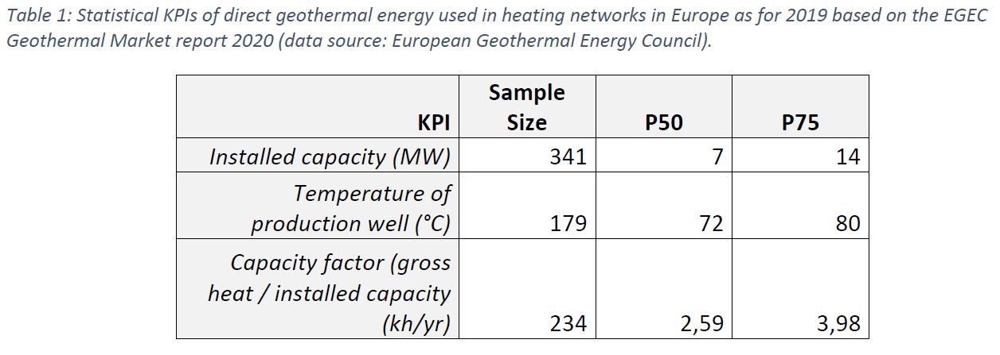 Table 1: Statistical KPIs of direct geothermal energy used in heating networks in Europe as for 2019 based on the EGEC
Geothermal Market report 2020 (data source: European Geothermal Energy Council).
KPI Sample Size P50 P75
Installed capacity (MW) 341 7 14
Temperature of
production well (°C) 179 72 80
Capacity factor (gross
heat / installed capacity
(kh/yr) 234 2,59 3,98